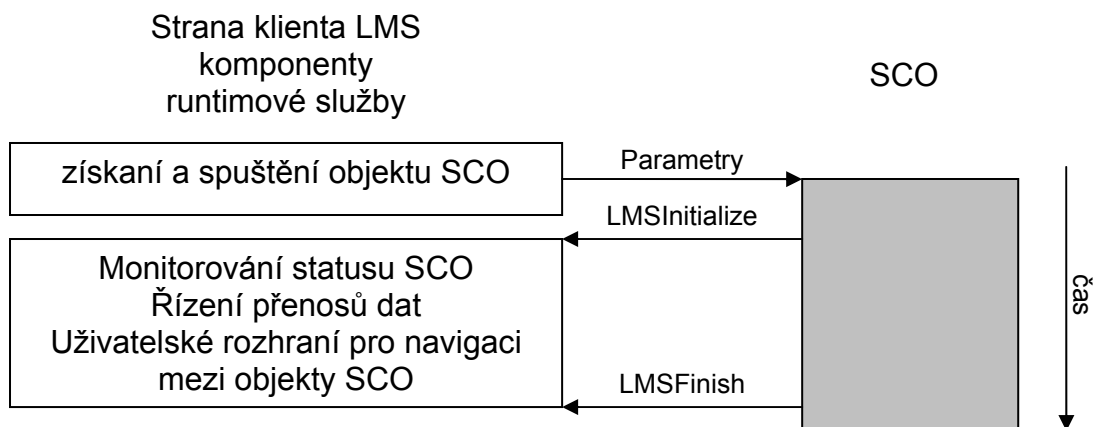 Strana klienta LMS
komponenty
runtimové služby
SCO
získaní a spuštění objektu SCO
Parametry
LMSInitialize
Monitorování statusu SCO
Řízení přenosů dat
Uživatelské rozhraní pro navigaci
mezi objekty SCO
LMSFinish
čas